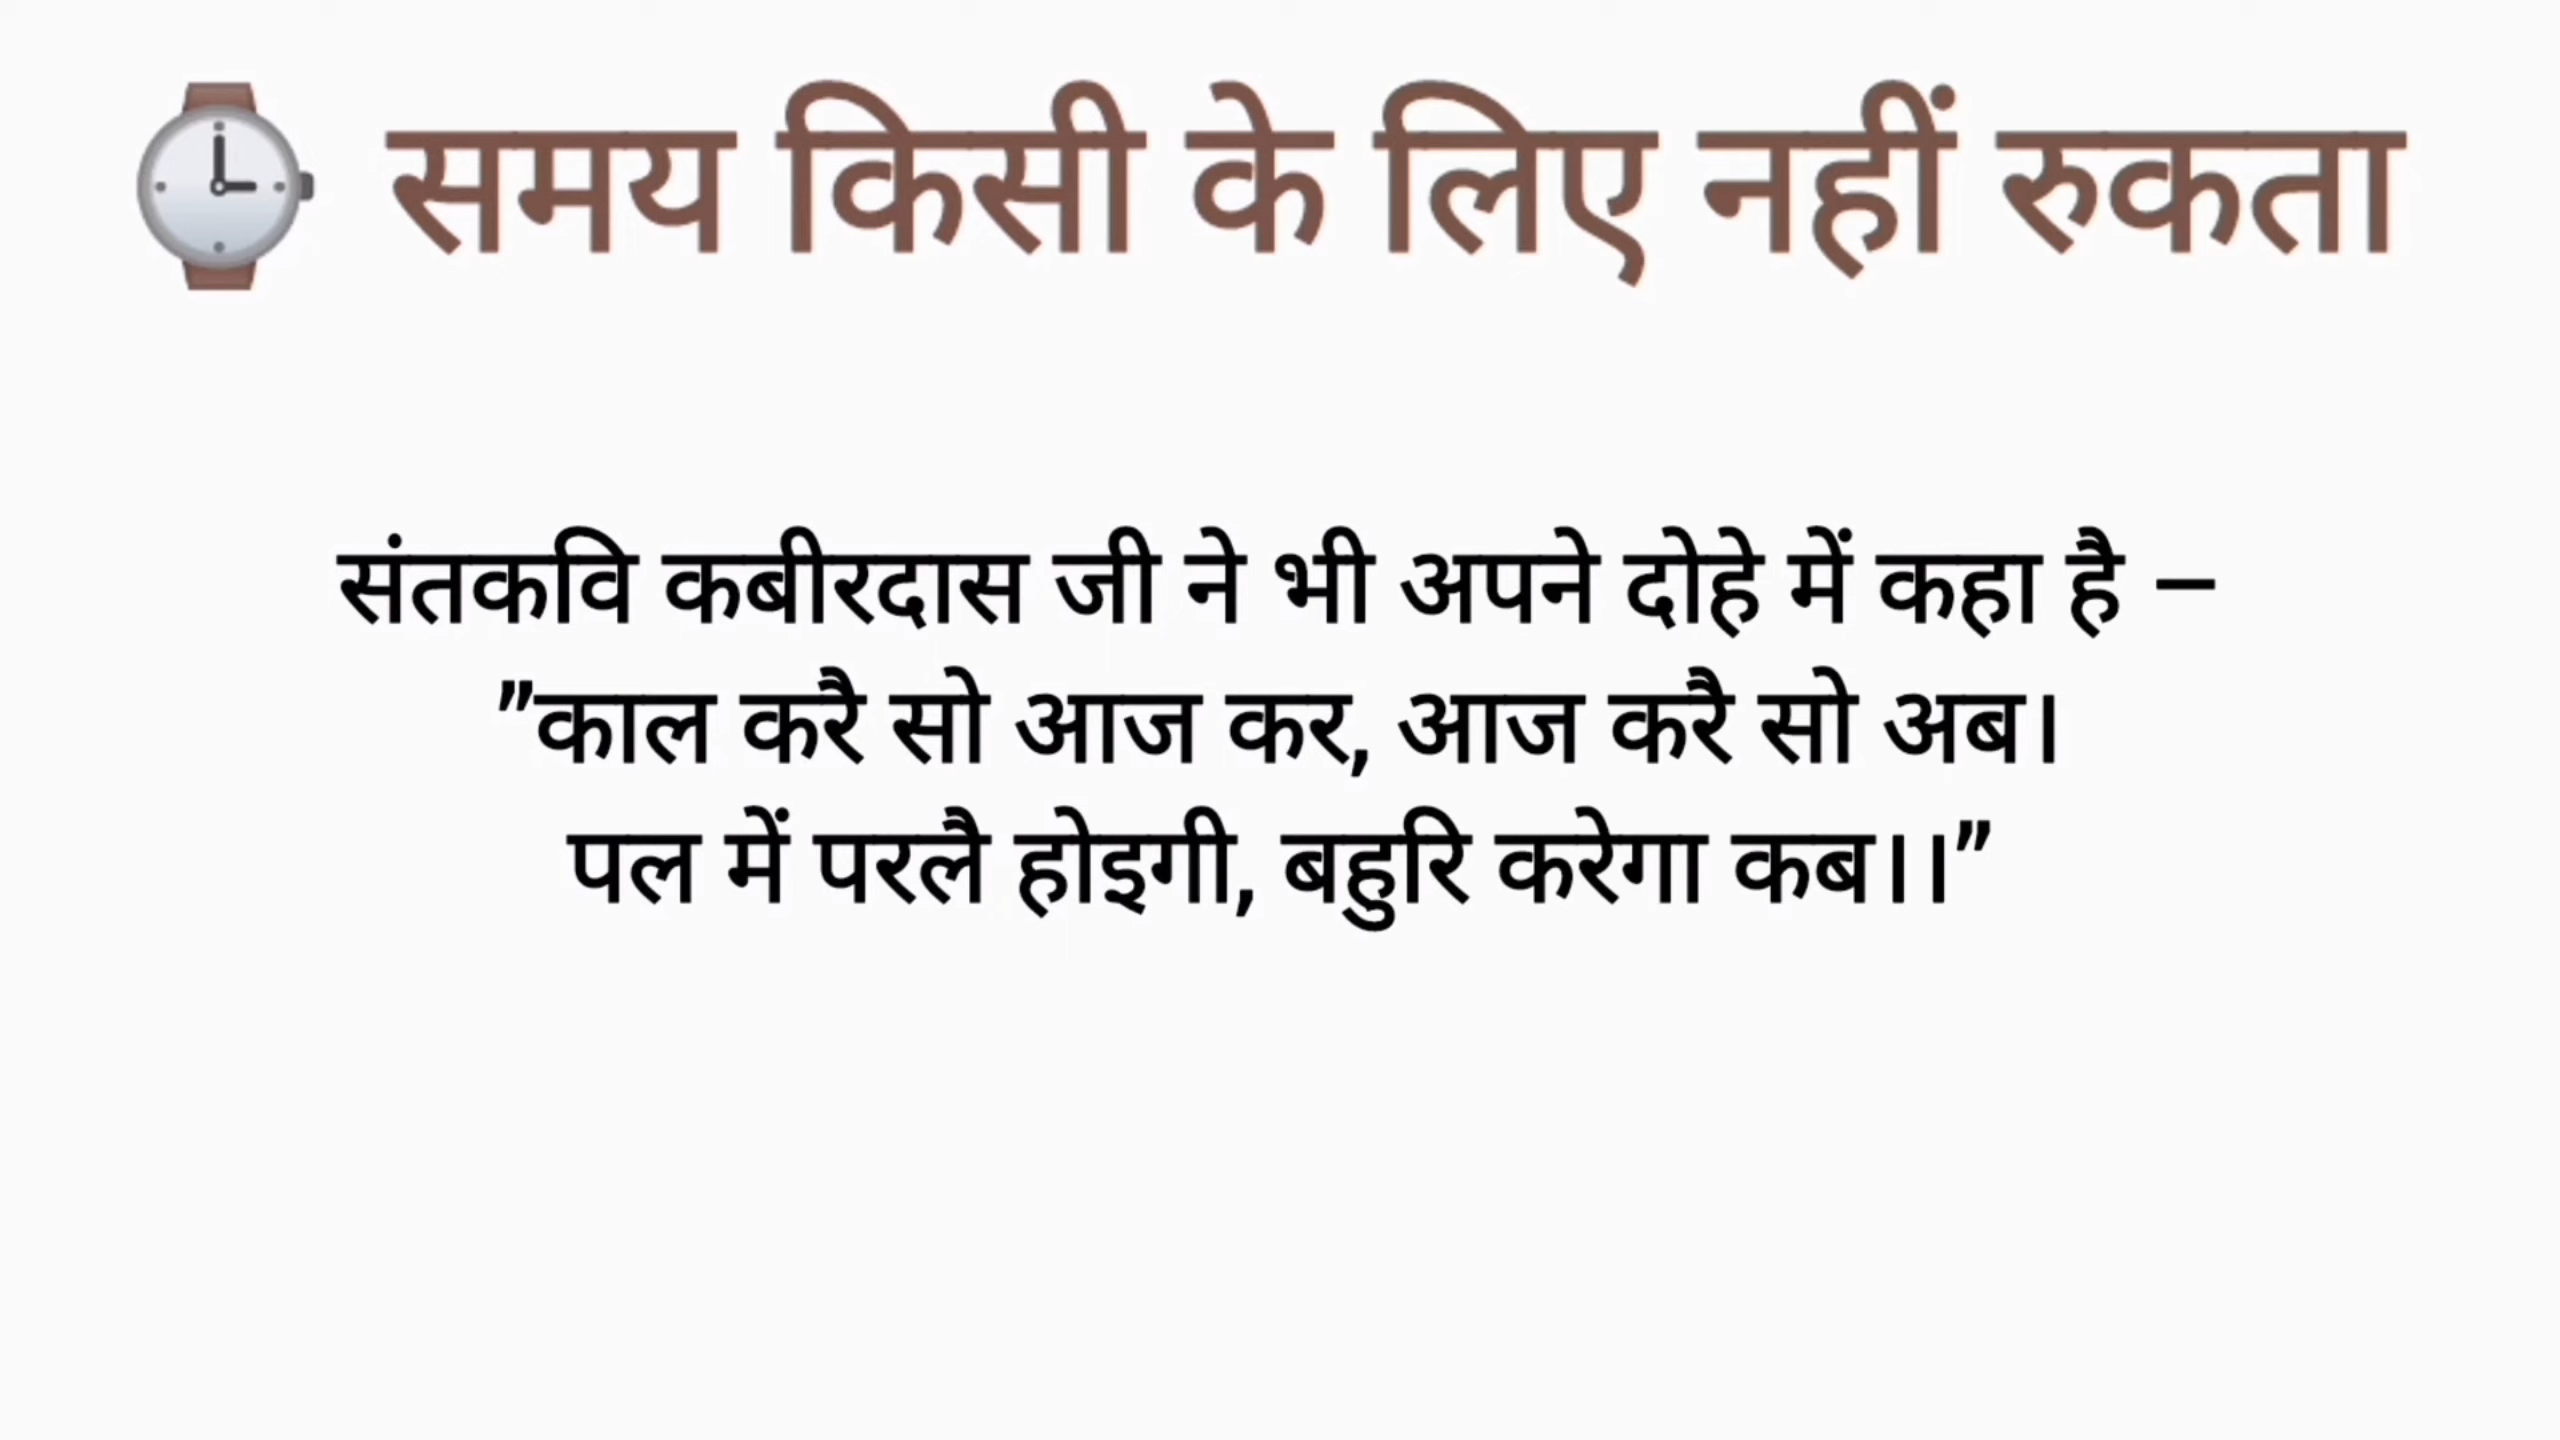 समय किसी के लिए नहीं रुकता
संतकवि कबीरदास जी ने भी अपने दोहे में कहा है –
”काल करै सो आज कर, आज करै सो अब।
पल में परलै होइगी, बहुरि करेगा कब।।”